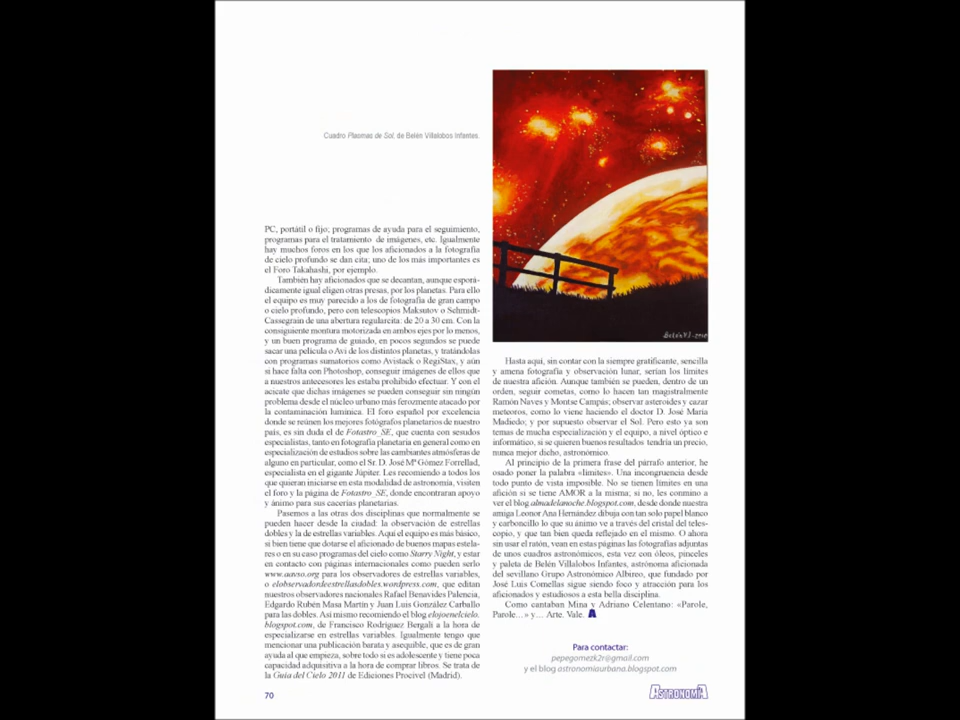 Cuadro Plasmas de Sol, de Belén Villalobos Infantes.
PC, portátil o fijo; programas de ayuda para el seguimiento,
programas para el tratamiento de imágenes, etc. Igualmente
hay muchos foros en los que los aficionados a la fotografía
de cielo profundo se dan cita; uno de los más importantes es
el Foro Takahashi, por ejemplo.
También hay aficionados que se decantan, aunque esporá-
dicamente igual eligen otras presas, por los planetas. Para ello
el equipo es muy parecido a los de fotografía de gran campo
o cielo profundo, pero con telescopios Maksutov o Schmidt-
Cassegrain de una abertura regularcita: de 20 a 30 cm. Con la
consiguiente montura motorizada en ambos ejes por lo menos,
y un buen programa de guiado, en pocos segundos se puede
sacar una película o Avi de los distintos planetas, y tratándolas
con programas sumatorios como Avistack o RegiStax, y aún
si hace falta con Photoshop, conseguir imágenes de ellos que
a nuestros antecesores les estaba prohibido efectuar. Y con el
acicate que dichas imágenes se pueden conseguir sin ningún
problema desde el núcleo urbano más ferozmente atacado por
la contaminación lumínica. El foro español por excelencia
donde se reúnen los mejores fotógrafos planetarios de nuestro
país, es sin duda el de Fotastro_SE, que cuenta con sesudos
especialistas, tanto en fotografía planetaria en general como en
especialización de estudios sobre las cambiantes atmósferas de
alguno en particular, como el Sr. D. José Mª Gómez Forrellad,
especialista en el gigante Júpiter. Les recomiendo a todos los
que quieran iniciarse en esta modalidad de astronomía, visiten
el foro y la página de Fotastro_SE, donde encontraran apoyo
y ánimo para sus cacerías planetarias.
Pasemos a las otras dos disciplinas que normalmente se
pueden hacer desde la ciudad: la observación de estrellas
dobles y la de estrellas variables. Aquí el equipo es más básico,
si bien tiene que dotarse el aficionado de buenos mapas estela-
res o en su caso programas del cielo como Starry Night, y estar
en contacto con páginas internacionales como pueden serlo
www.aavso.org para los observadores de estrellas variables,
o elobservadordeestrellasdobles.wordpress.com, que editan
nuestros observadores nacionales Rafael Benavides Palencia,
Edgardo Rubén Masa Martín y Juan Luis González Carballo
para las dobles. Así mismo recomiendo el blog elojoenelcielo.
blogspot.com, de Francisco Rodríguez Bergali a la hora de
especializarse en estrellas variables. Igualmente tengo que
mencionar una publicación barata y asequible, que es de gran
ayuda al que empieza, sobre todo si es adolescente y tiene poca
capacidad adquisitiva a la hora de comprar libros. Se trata de
la Guia del Cielo 2011 de Ediciones Procivel (Madrid).
Hasta aquí, sin contar con la siempre gratificante, sencilla
y amena fotografía y observación lunar, serían los límites
de nuestra afición. Aunque también se pueden, dentro de un
orden, seguir cometas, como lo hacen tan magistralmente
Ramón Naves y Montse Campàs; observar asteroides y cazar
meteoros, como lo viene haciendo el doctor D. José María
Madiedo; y por supuesto observar el Sol. Pero esto ya son
temas de mucha especialización y el equipo, a nivel óptico e
informático, si se quieren buenos resultados tendría un precio,
nunca mejor dicho, astronómico.
Al principio de la primera frase del párrafo anterior, he
osado poner la palabra «límites». Una incongruencia desde
todo punto de vista imposible. No se tienen límites en una
afición si se tiene AMOR a la misma; si no, les conmino a
ver el blog almadelanoche.blogspot.com, desde donde nuestra
amiga Leonor Ana Hernández dibuja con tan solo papel blanco
y carboncillo lo que su ánimo ve a través del cristal del teles-
copio, y que tan bien queda reflejado en el mismo. O ahora
sin usar el ratón, vean en estas páginas las fotografías adjuntas
de unos cuadros astronómicos, esta vez con óleos, pinceles
y paleta de Belén Villalobos Infantes, astrónoma aficionada
del sevillano Grupo Astronómico Albireo, que fundado por
José Luis Comellas sigue siendo foco y atracción para los
aficionados y estudiosos a esta bella disciplina.
Como cantaban Mina y Adriano Celentano: «Parole,
Parole...» y... Arte. Vale. A
Para contactar:
pepegomezk2r@gmail.com
y el blog astronomiaurbana.blogspot.com
70
ASTRONOMÍA